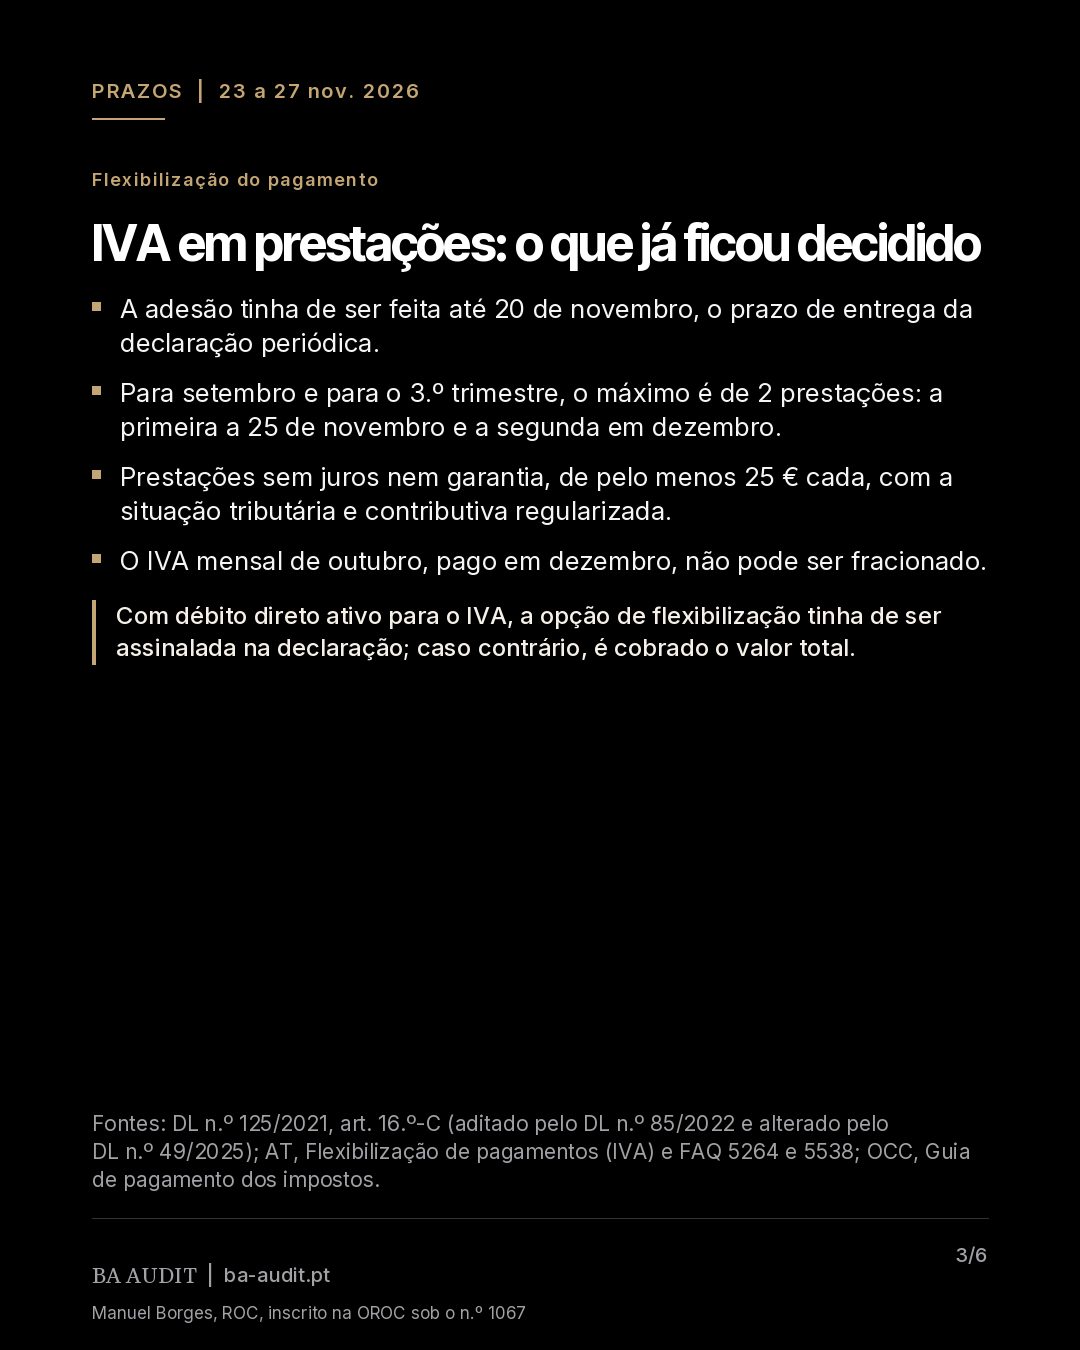 PRAZOS | 23 a 27 nov. 2026
Flexibilização do pagamento
IVA em prestações: o que já ficou decidido
A adesão tinha de ser feita até 20 de novembro, o prazo de entrega da
declaração periódica.
Para setembro e para o 3.º trimestre, o máximo é de 2 prestações: a
primeira a 25 de novembro e a segunda em dezembro.
Prestações sem juros nem garantia, de pelo menos 25 € cada, com a
situação tributária e contributiva regularizada.
O IVA mensal de outubro, pago em dezembro, não pode ser fracionado.
Com débito direto ativo para o IVA, a opção de flexibilização tinha de ser
assinalada na declaração; caso contrário, é cobrado o valor total.
Fontes: DL n.º 125/2021, art. 16.º-C (aditado pelo DL n.º 85/2022 e alterado pelo
DL n.º 49/2025); AT, Flexibilização de pagamentos (IVA) e FAQ 5264 e 5538; OCC, Guia
de pagamento dos impostos.
3/6
BA AUDIT | ba-audit.pt
Manuel Borges, ROC, inscrito na OROC sob o n.º 1067